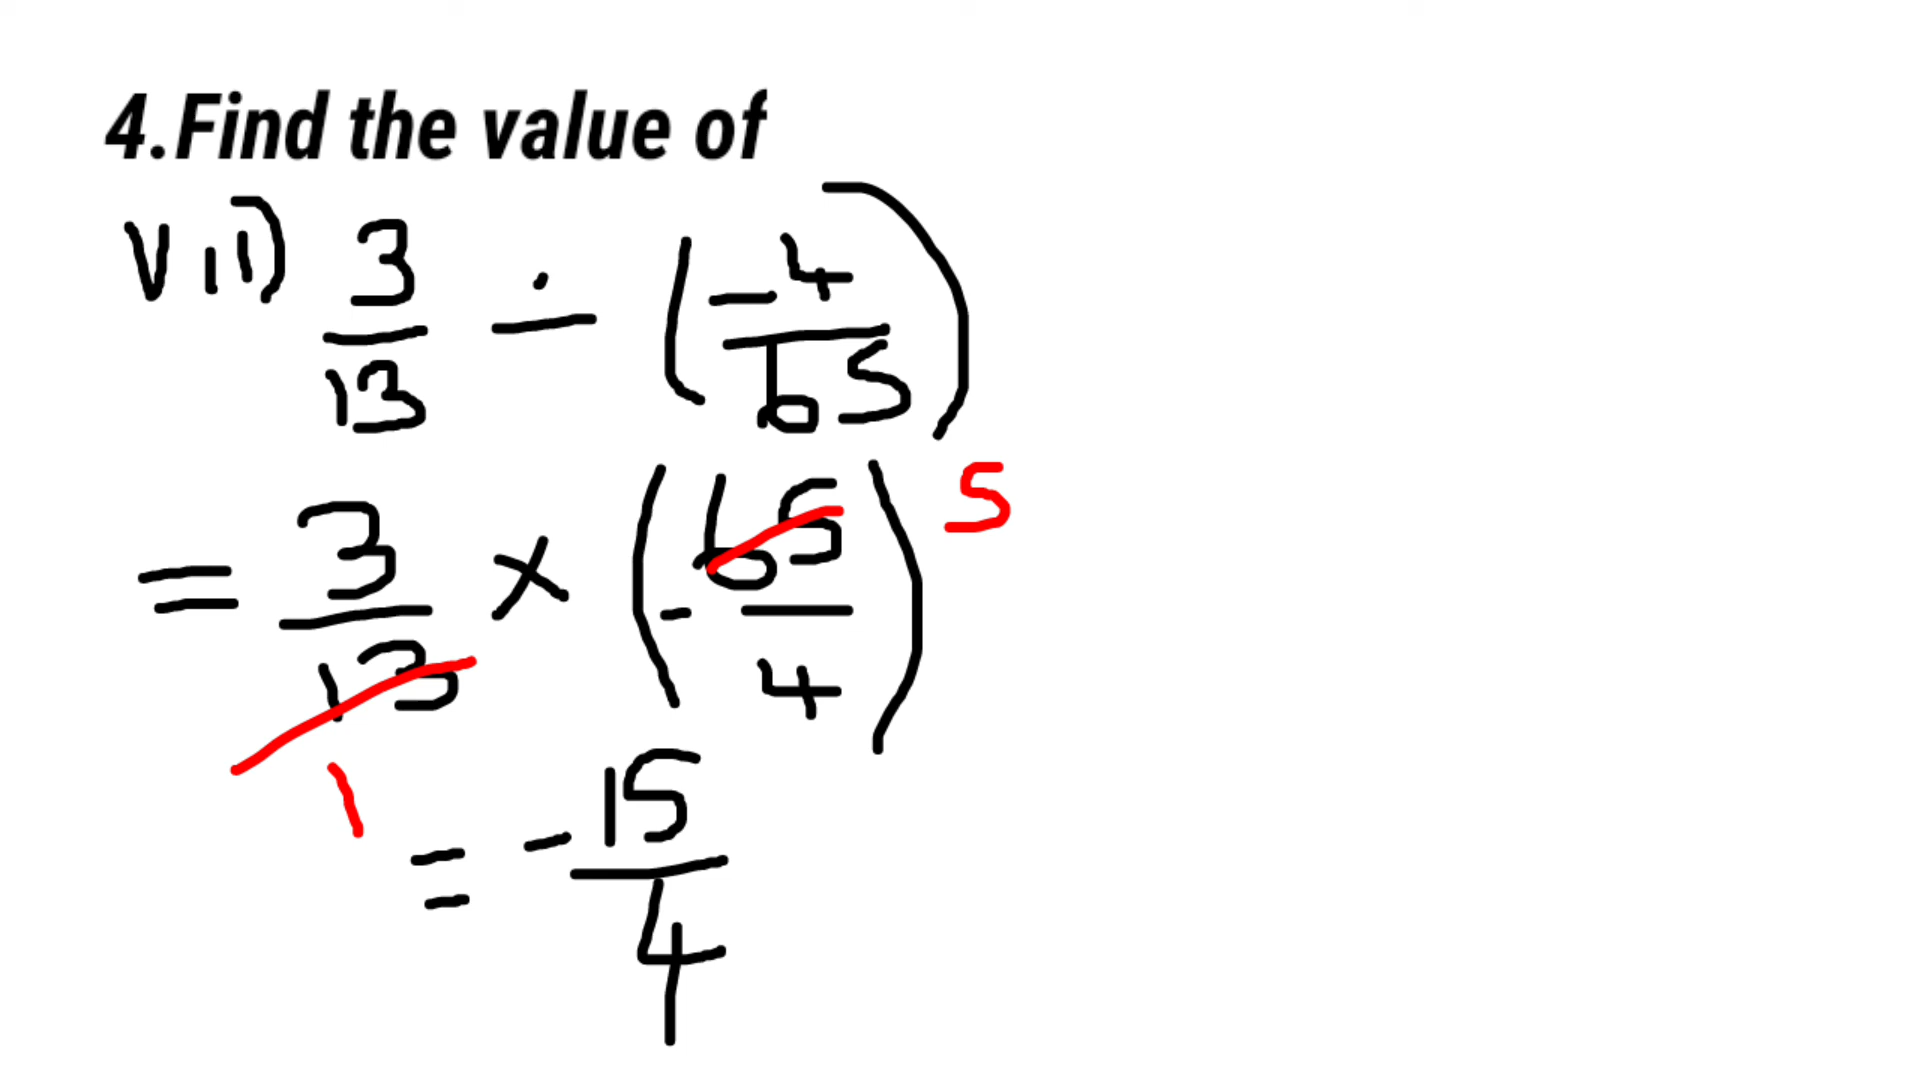 4.Find the value of
vii) 3/13 ÷ (-4/65)
= 3/13 × (-65/4) 5
1
= -15/4